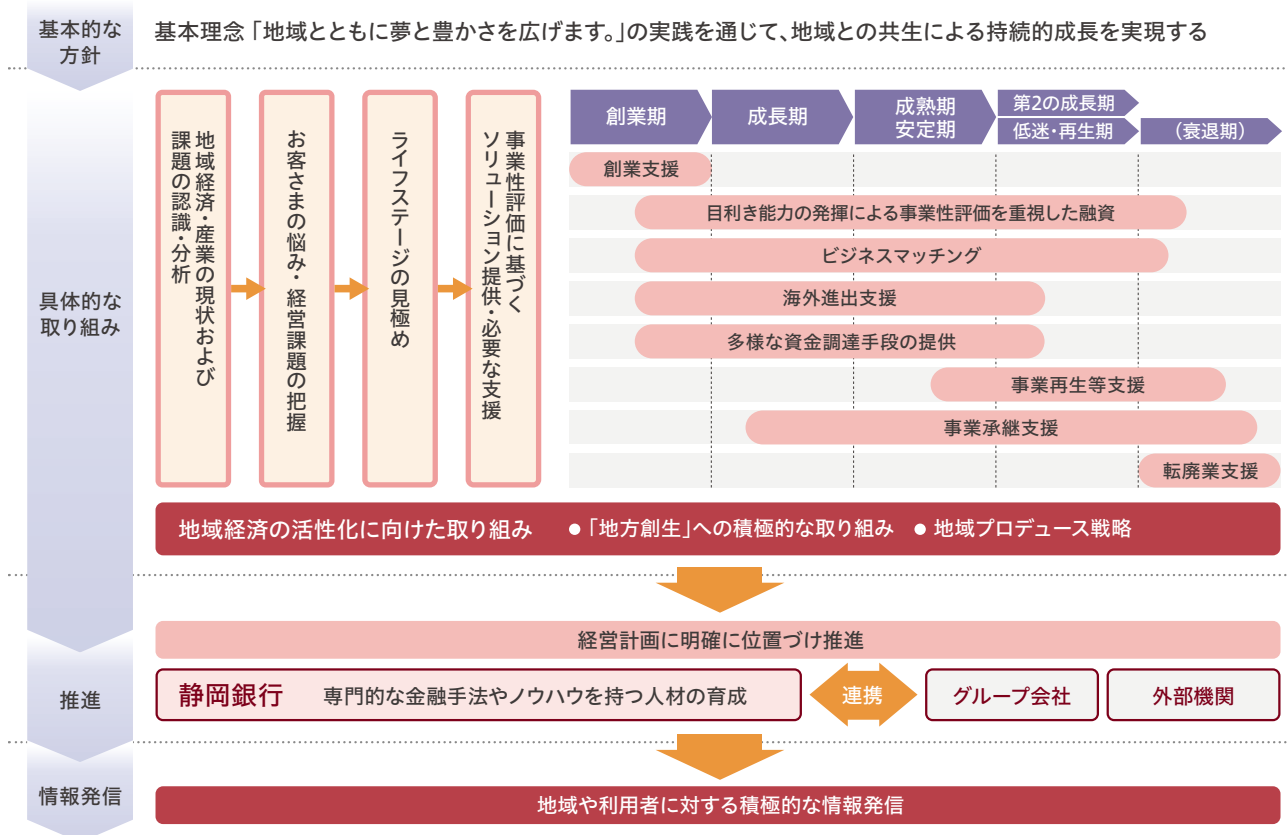 基本的な
方針
基本理念「地域とともに夢と豊かさを広げます。」の実践を通じて、地域との共生による持続的成長を実現する
具体的な
取り組み
地域経済・産業の現状および
課題の認識・分析
お客さまの悩み・経営課題の把握
ライフステージの見極め
事業性評価に基づく
ソリューション提供・必要な支援
創業期
成長期
成熟期
安定期
第2の成長期
低迷・再生期
(衰退期)
創業支援
目利き能力の発揮による事業性評価を重視した融資
ビジネスマッチング
海外進出支援
多様な資金調達手段の提供
事業再生等支援
事業承継支援
転廃業支援
地域経済の活性化に向けた取り組み ●「地方創生」への積極的な取り組み ●地域プロデュース戦略
経営計画に明確に位置づけ推進
推進
静岡銀行 専門的な金融手法やノウハウを持つ人材の育成
連携
グループ会社
外部機関
情報発信
地域や利用者に対する積極的な情報発信